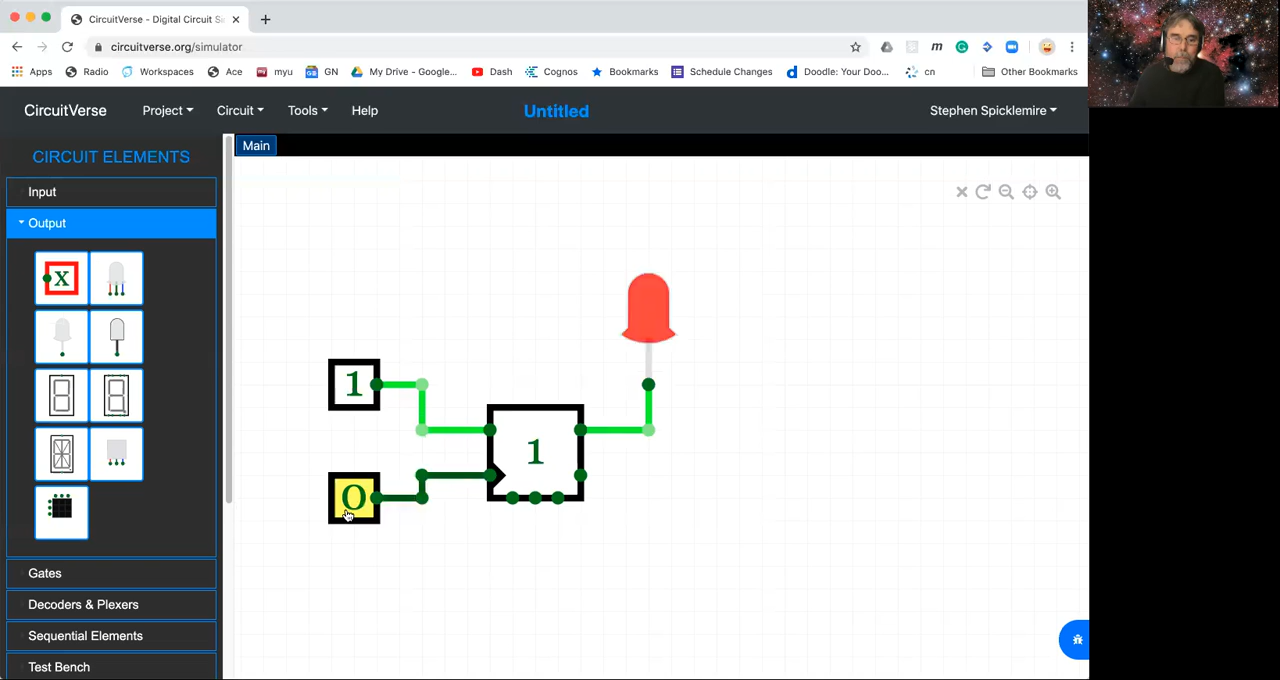 CircuitVerse - Digital Circuit S
circuitverse.org/simulator
m
Apps Radio Workspaces Ace myu GN My Drive - Google... Dash Cognos Bookmarks Schedule Changes Doodle: Your Doo... cn Other Bookmarks
CircuitVerse Project Circuit Tools Help Untitled Stephen Spicklemire
Main
CIRCUIT ELEMENTS
Input
Output
X
1
1
0
Gates
Decoders & Plexers
Sequential Elements
Test Bench